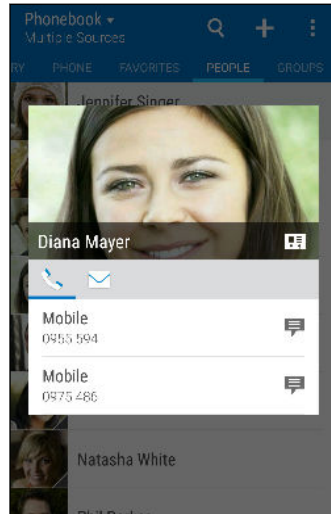 Phonebook
Multiple Sources
RY PHONE FAVORITES PEOPLE GROUPS
Jennifer Singer
Diana Mayer
Mobile
0955 594
Mobile
0975 486
Natasha White